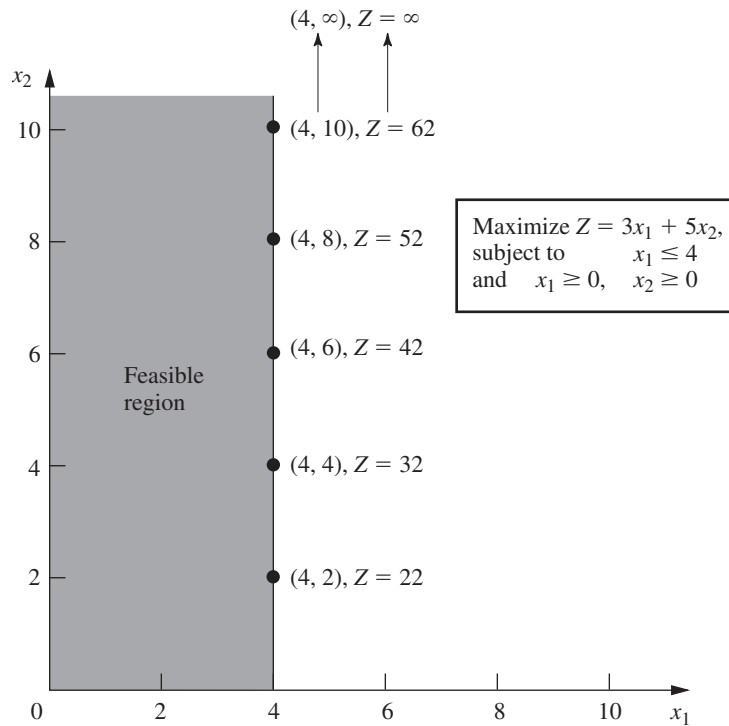 (4, ∞), Z = ∞
x₂
10
(4, 10), Z = 62
8
(4, 8), Z = 52
Maximize Z = 3x₁ + 5x₂,
subject to x₁ ≤ 4
and x₁ ≥ 0, x₂ ≥ 0
6
(4, 6), Z = 42
Feasible
region
4
(4, 4), Z = 32
2
(4, 2), Z = 22
0 2 4 6 8 10 x₁